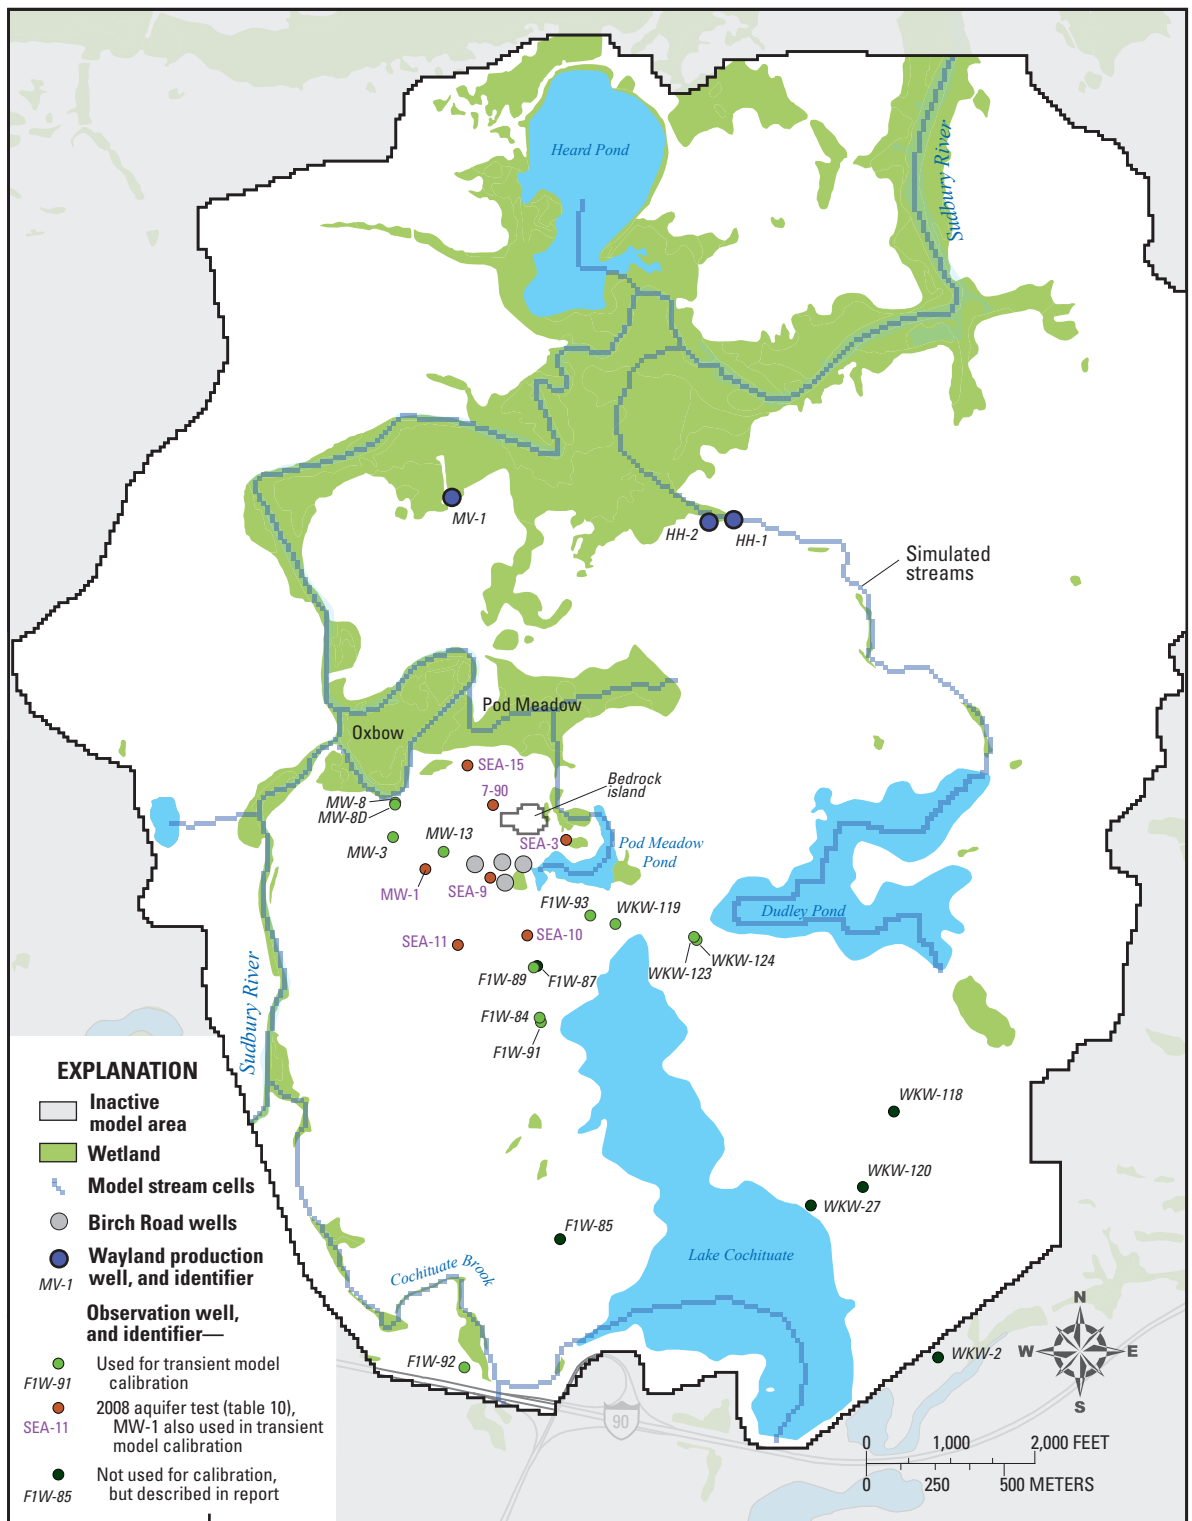 Heard Pond
Sudbury River
MV-1
HH-2
HH-1
Simulated
streams
Pod Meadow
Oxbow
SEA-15
7-90
Bedrock
island
MW-8
MW-8D
MW-13
MW-3
SEA-3
Pod Meadow
Pond
MW-1
SEA-9
F1W-93
WKW-119
Dudley Pond
SEA-11
SEA-10
WKW-123
WKW-124
F1W-89
F1W-87
F1W-84
F1W-91
Sudbury River
WKW-118
WKW-120
WKW-27
F1W-85
Lake Cochituate
Cochituate Brook
F1W-92
WKW-2
90
N
W
E
S
0
1,000
2,000 FEET
0
250
500 METERS
EXPLANATION
Inactive
model area
Wetland
Model stream cells
Birch Road wells
Wayland production
well, and identifier
MV-1
Observation well,
and identifier—
Used for transient model
calibration
F1W-91
2008 aquifer test (table 10),
MW-1 also used in transient
model calibration
SEA-11
Not used for calibration,
but described in report
F1W-85